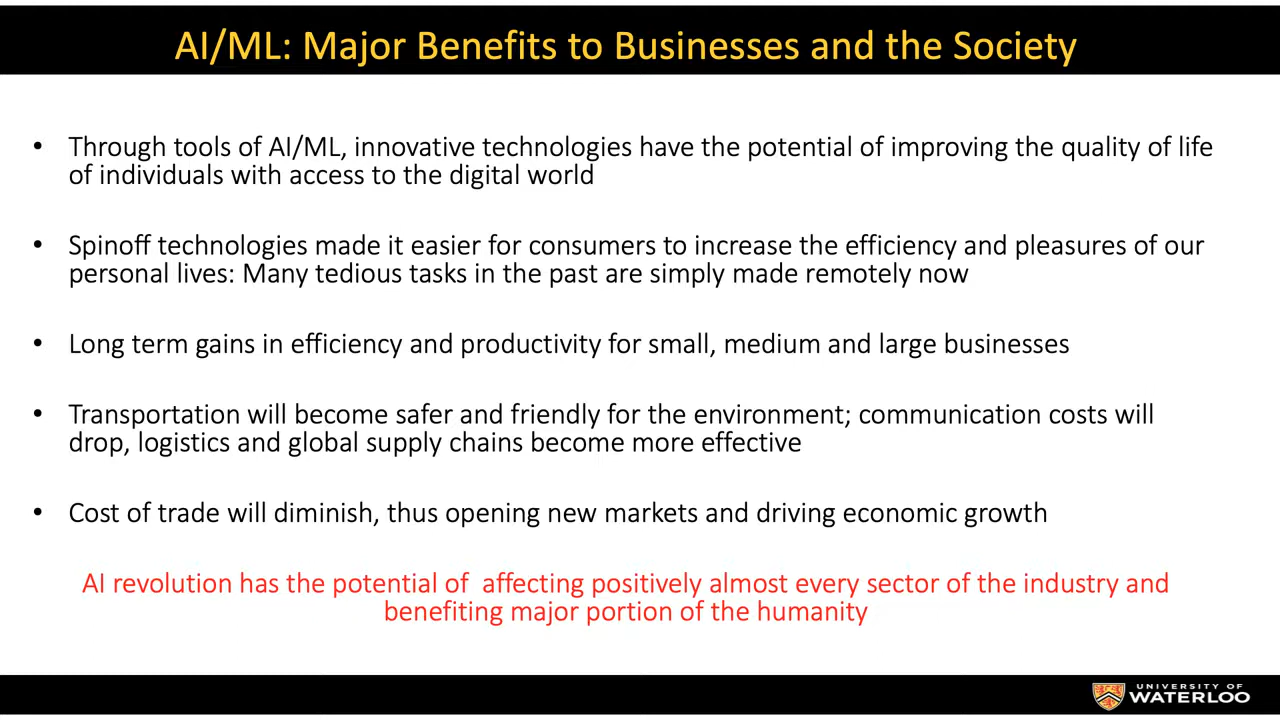 AI/ML: Major Benefits to Businesses and the Society
• Through tools of AI/ML, innovative technologies have the potential of improving the quality of life
of individuals with access to the digital world
• Spinoff technologies made it easier for consumers to increase the efficiency and pleasures of our
personal lives: Many tedious tasks in the past are simply made remotely now
• Long term gains in efficiency and productivity for small, medium and large businesses
• Transportation will become safer and friendly for the environment; communication costs will
drop, logistics and global supply chains become more effective
• Cost of trade will diminish, thus opening new markets and driving economic growth
AI revolution has the potential of  affecting positively almost every sector of the industry and
benefiting major portion of the humanity
UNIVERSITY OF
WATERLOO